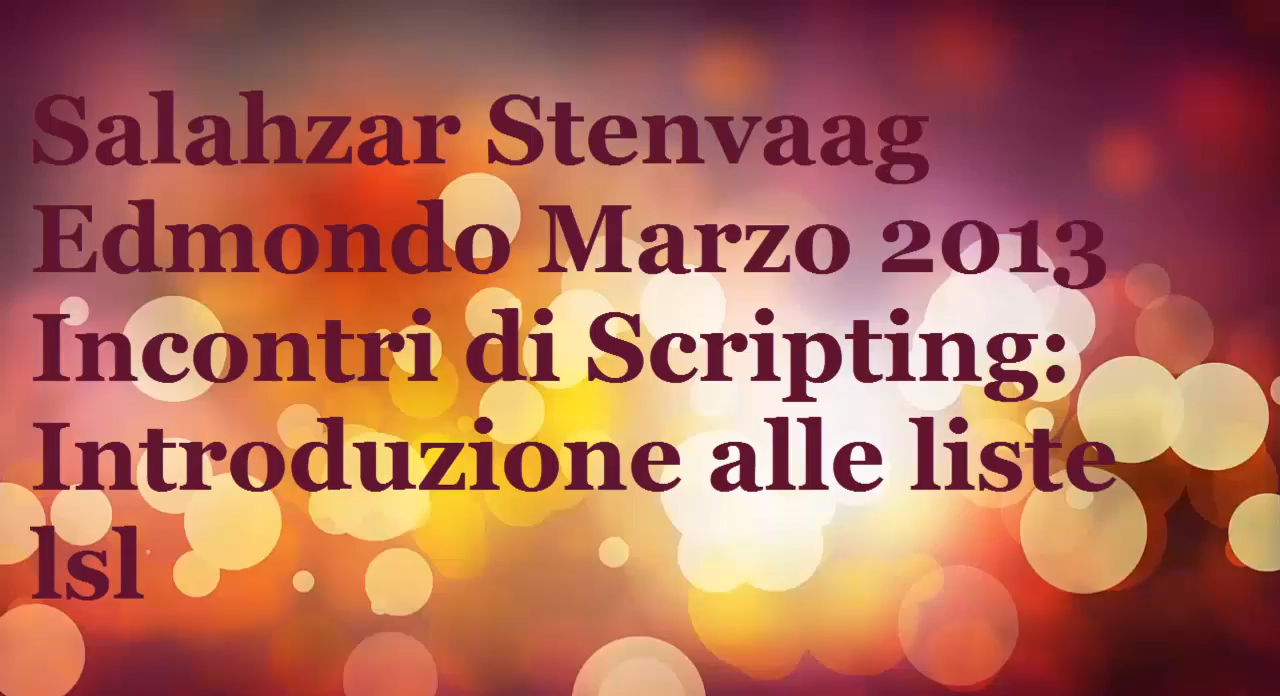 Salahzar Stenvaag
Edmondo Marzo 2013
Incontri di Scripting:
Introduzione alle liste
lsl